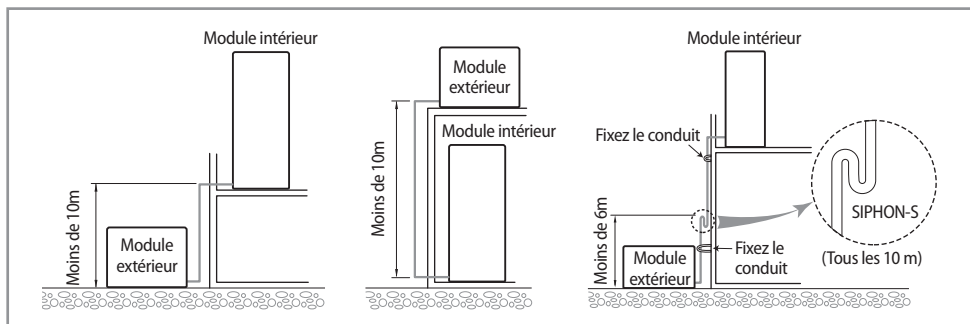 Module intérieur
Moins de 10m
Module
extérieur
Module
extérieur
Module intérieur
Moins de 10m
Module intérieur
Fixez le conduit
SIPHON-S
(Tous les 10 m)
Moins de 6m
Fixez le
conduit
Module
extérieur